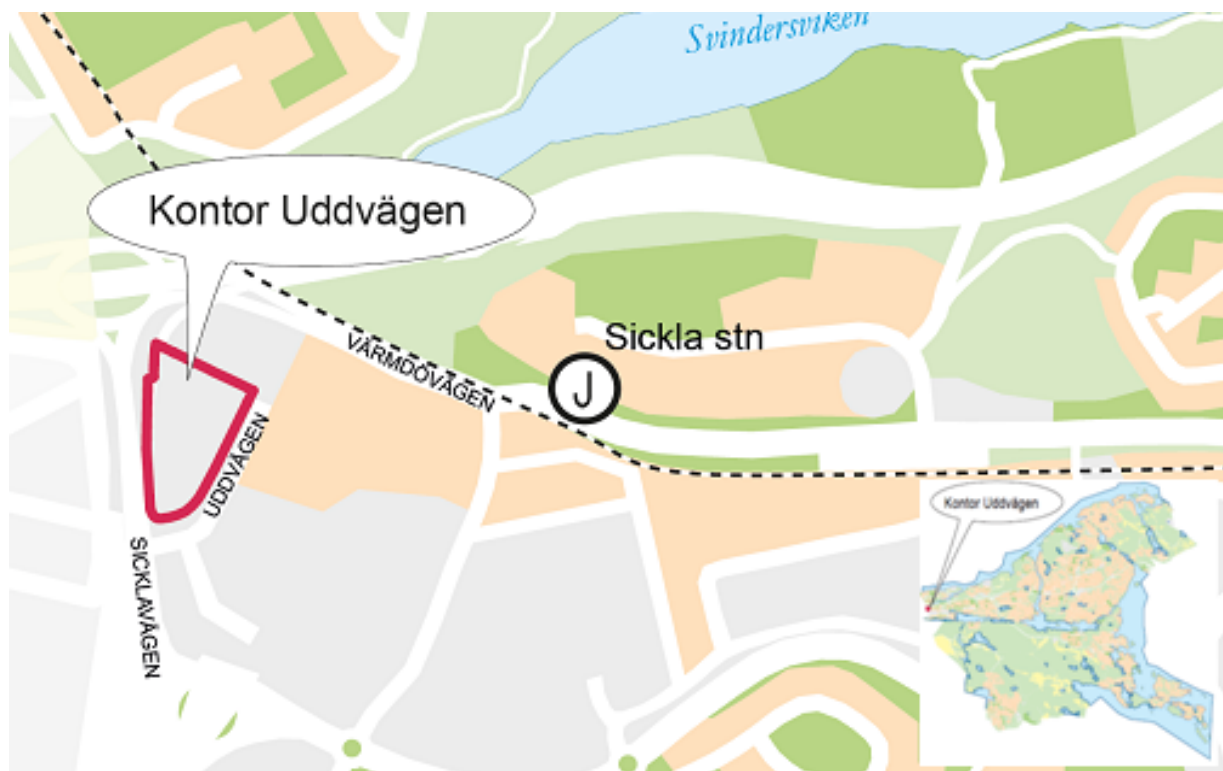 Svindersviken
Kontor Uddvägen
Sickla stn
VÄRMDÖVÄGEN
J
UDDVÄGEN
Kontor Uddvägen
SICKLAVÄGEN